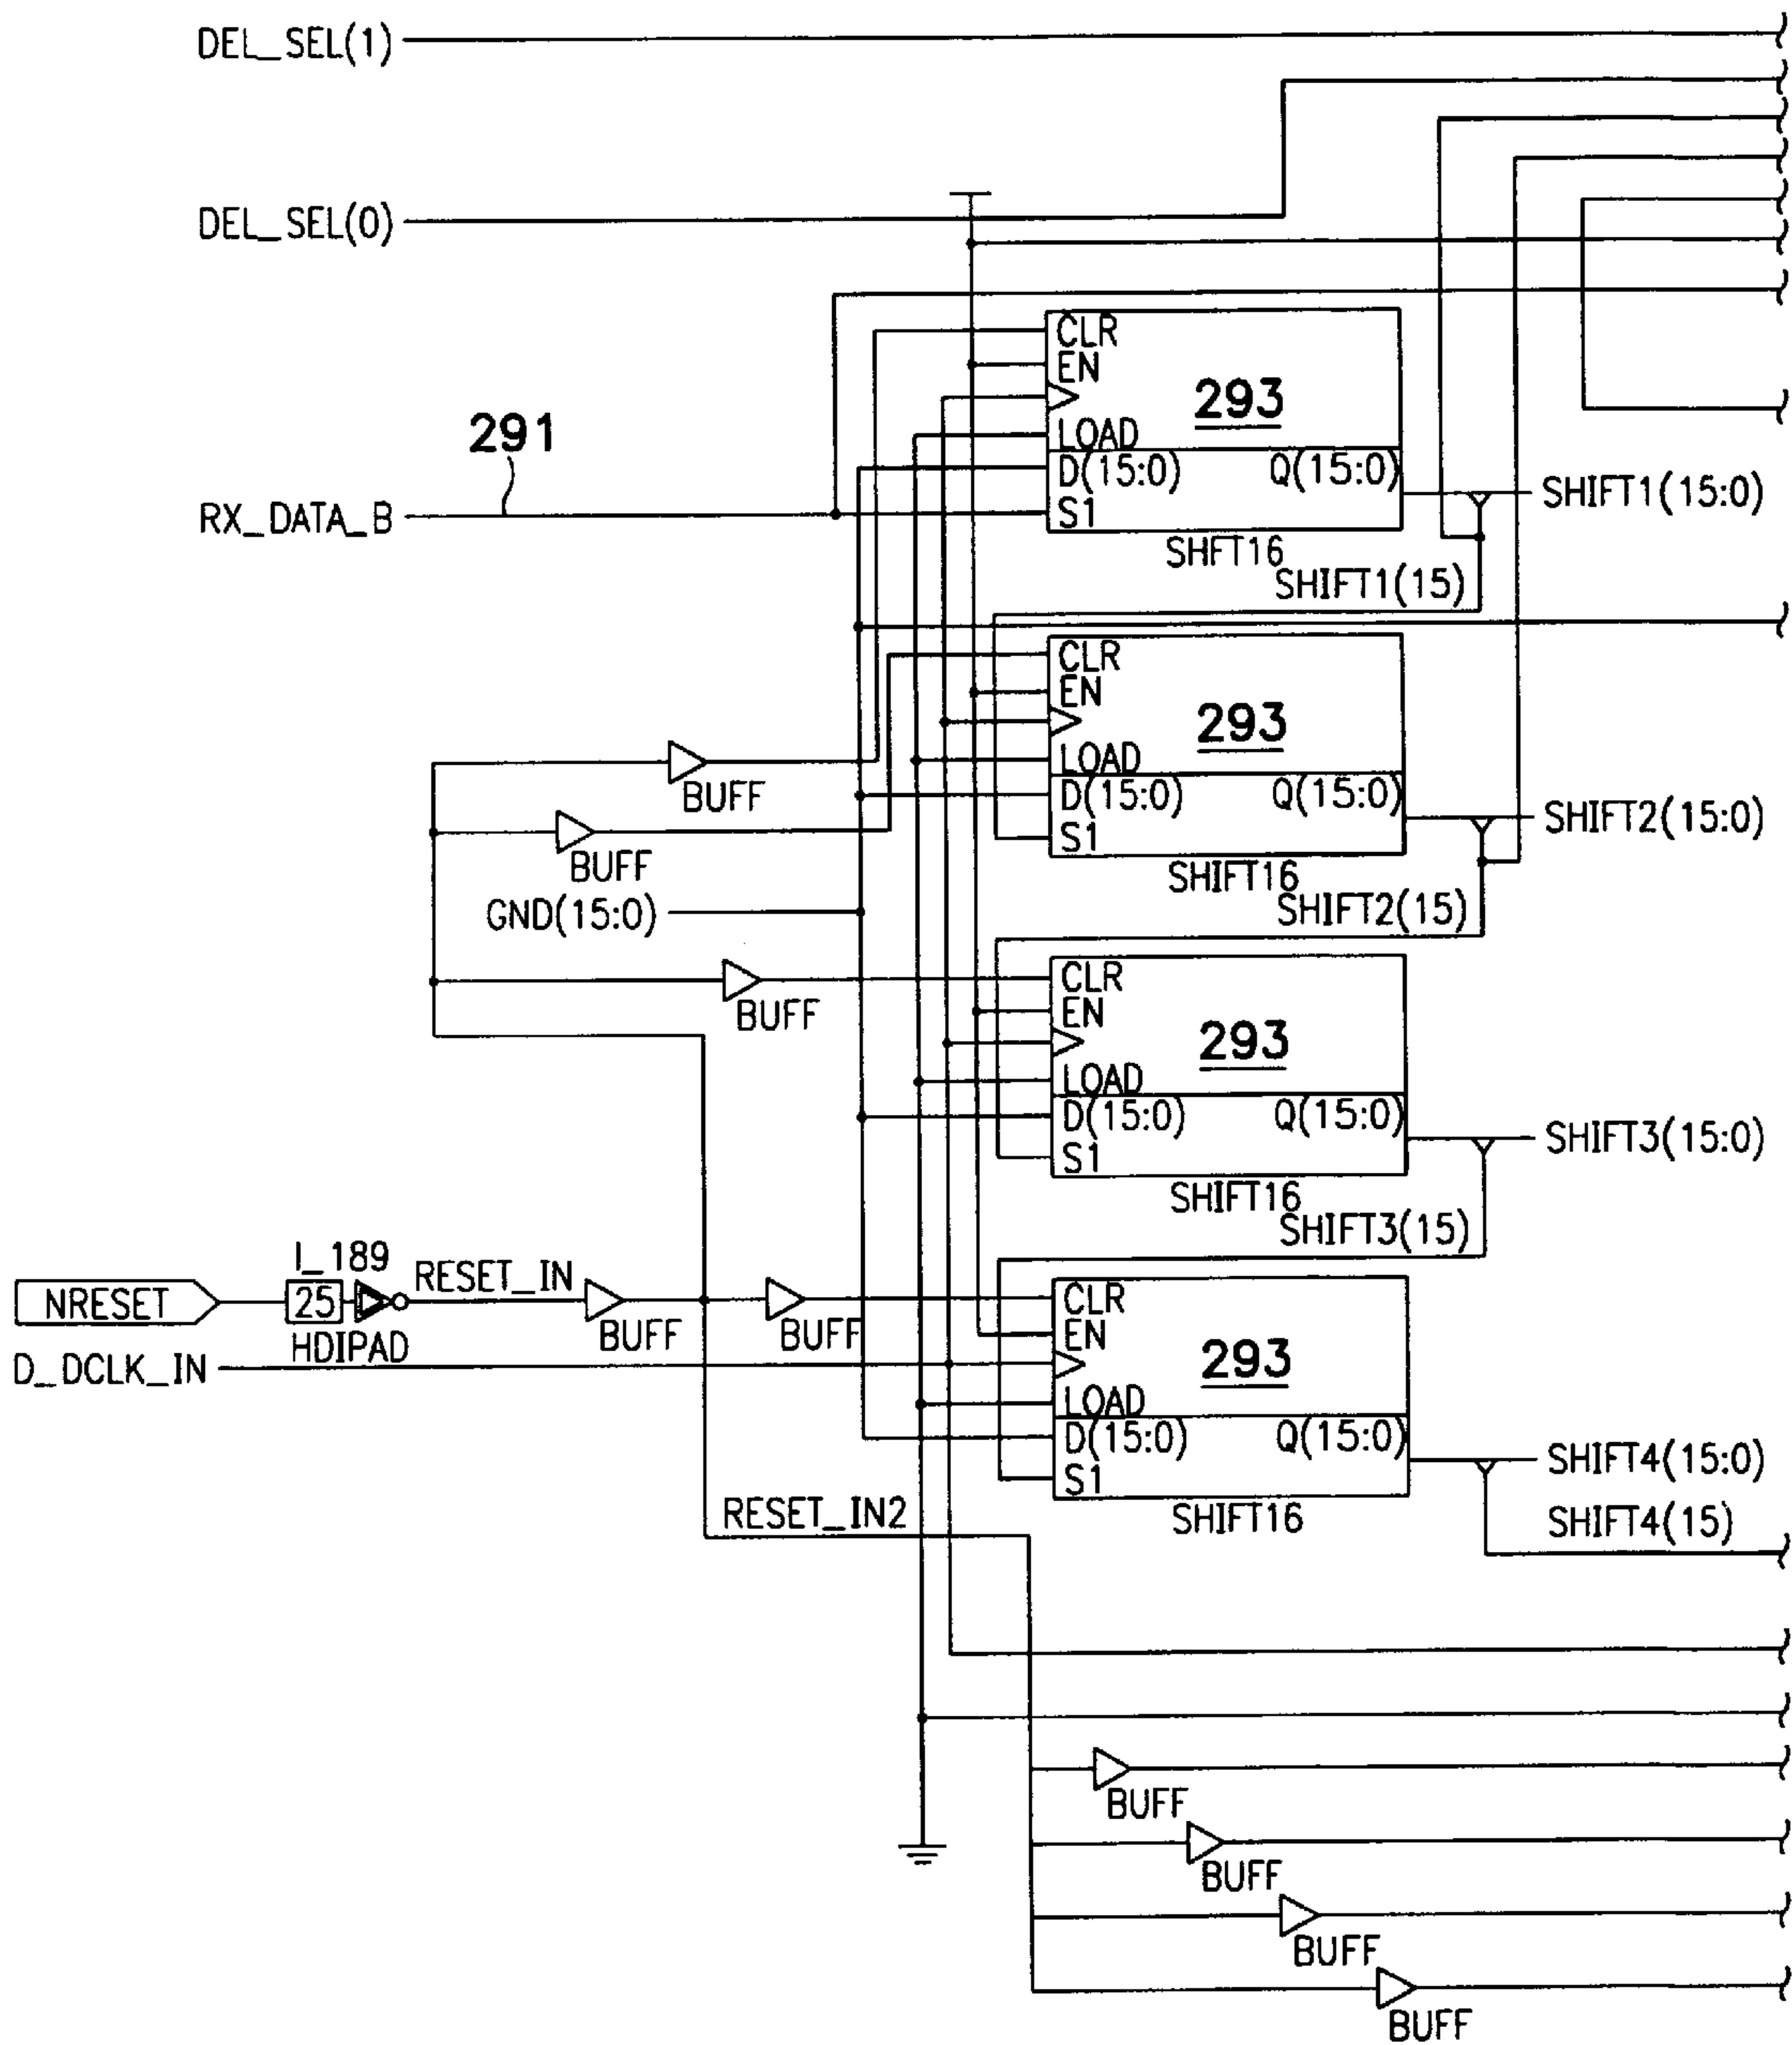 DEL_SEL(1)
DEL_SEL(0)
CLR
EN
293
LOAD
D(15:0) Q(15:0)
S1
291
RX_DATA_B
SHIFT1(15:0)
SHFT16
SHIFT1(15)
CLR
EN
293
LOAD
D(15:0) Q(15:0)
S1
BUFF
BUFF
SHIFT2(15:0)
SHIFT16
SHIFT2(15)
GND(15:0)
CLR
EN
293
LOAD
D(15:0) Q(15:0)
S1
BUFF
SHIFT3(15:0)
SHIFT16
SHIFT3(15)
I_189
NRESET
25
RESET_IN
HDIPAD
BUFF
BUFF
D_DCLK_IN
CLR
EN
293
LOAD
D(15:0) Q(15:0)
S1
SHIFT4(15:0)
SHIFT16
SHIFT4(15)
RESET_IN2
BUFF
BUFF
BUFF
BUFF